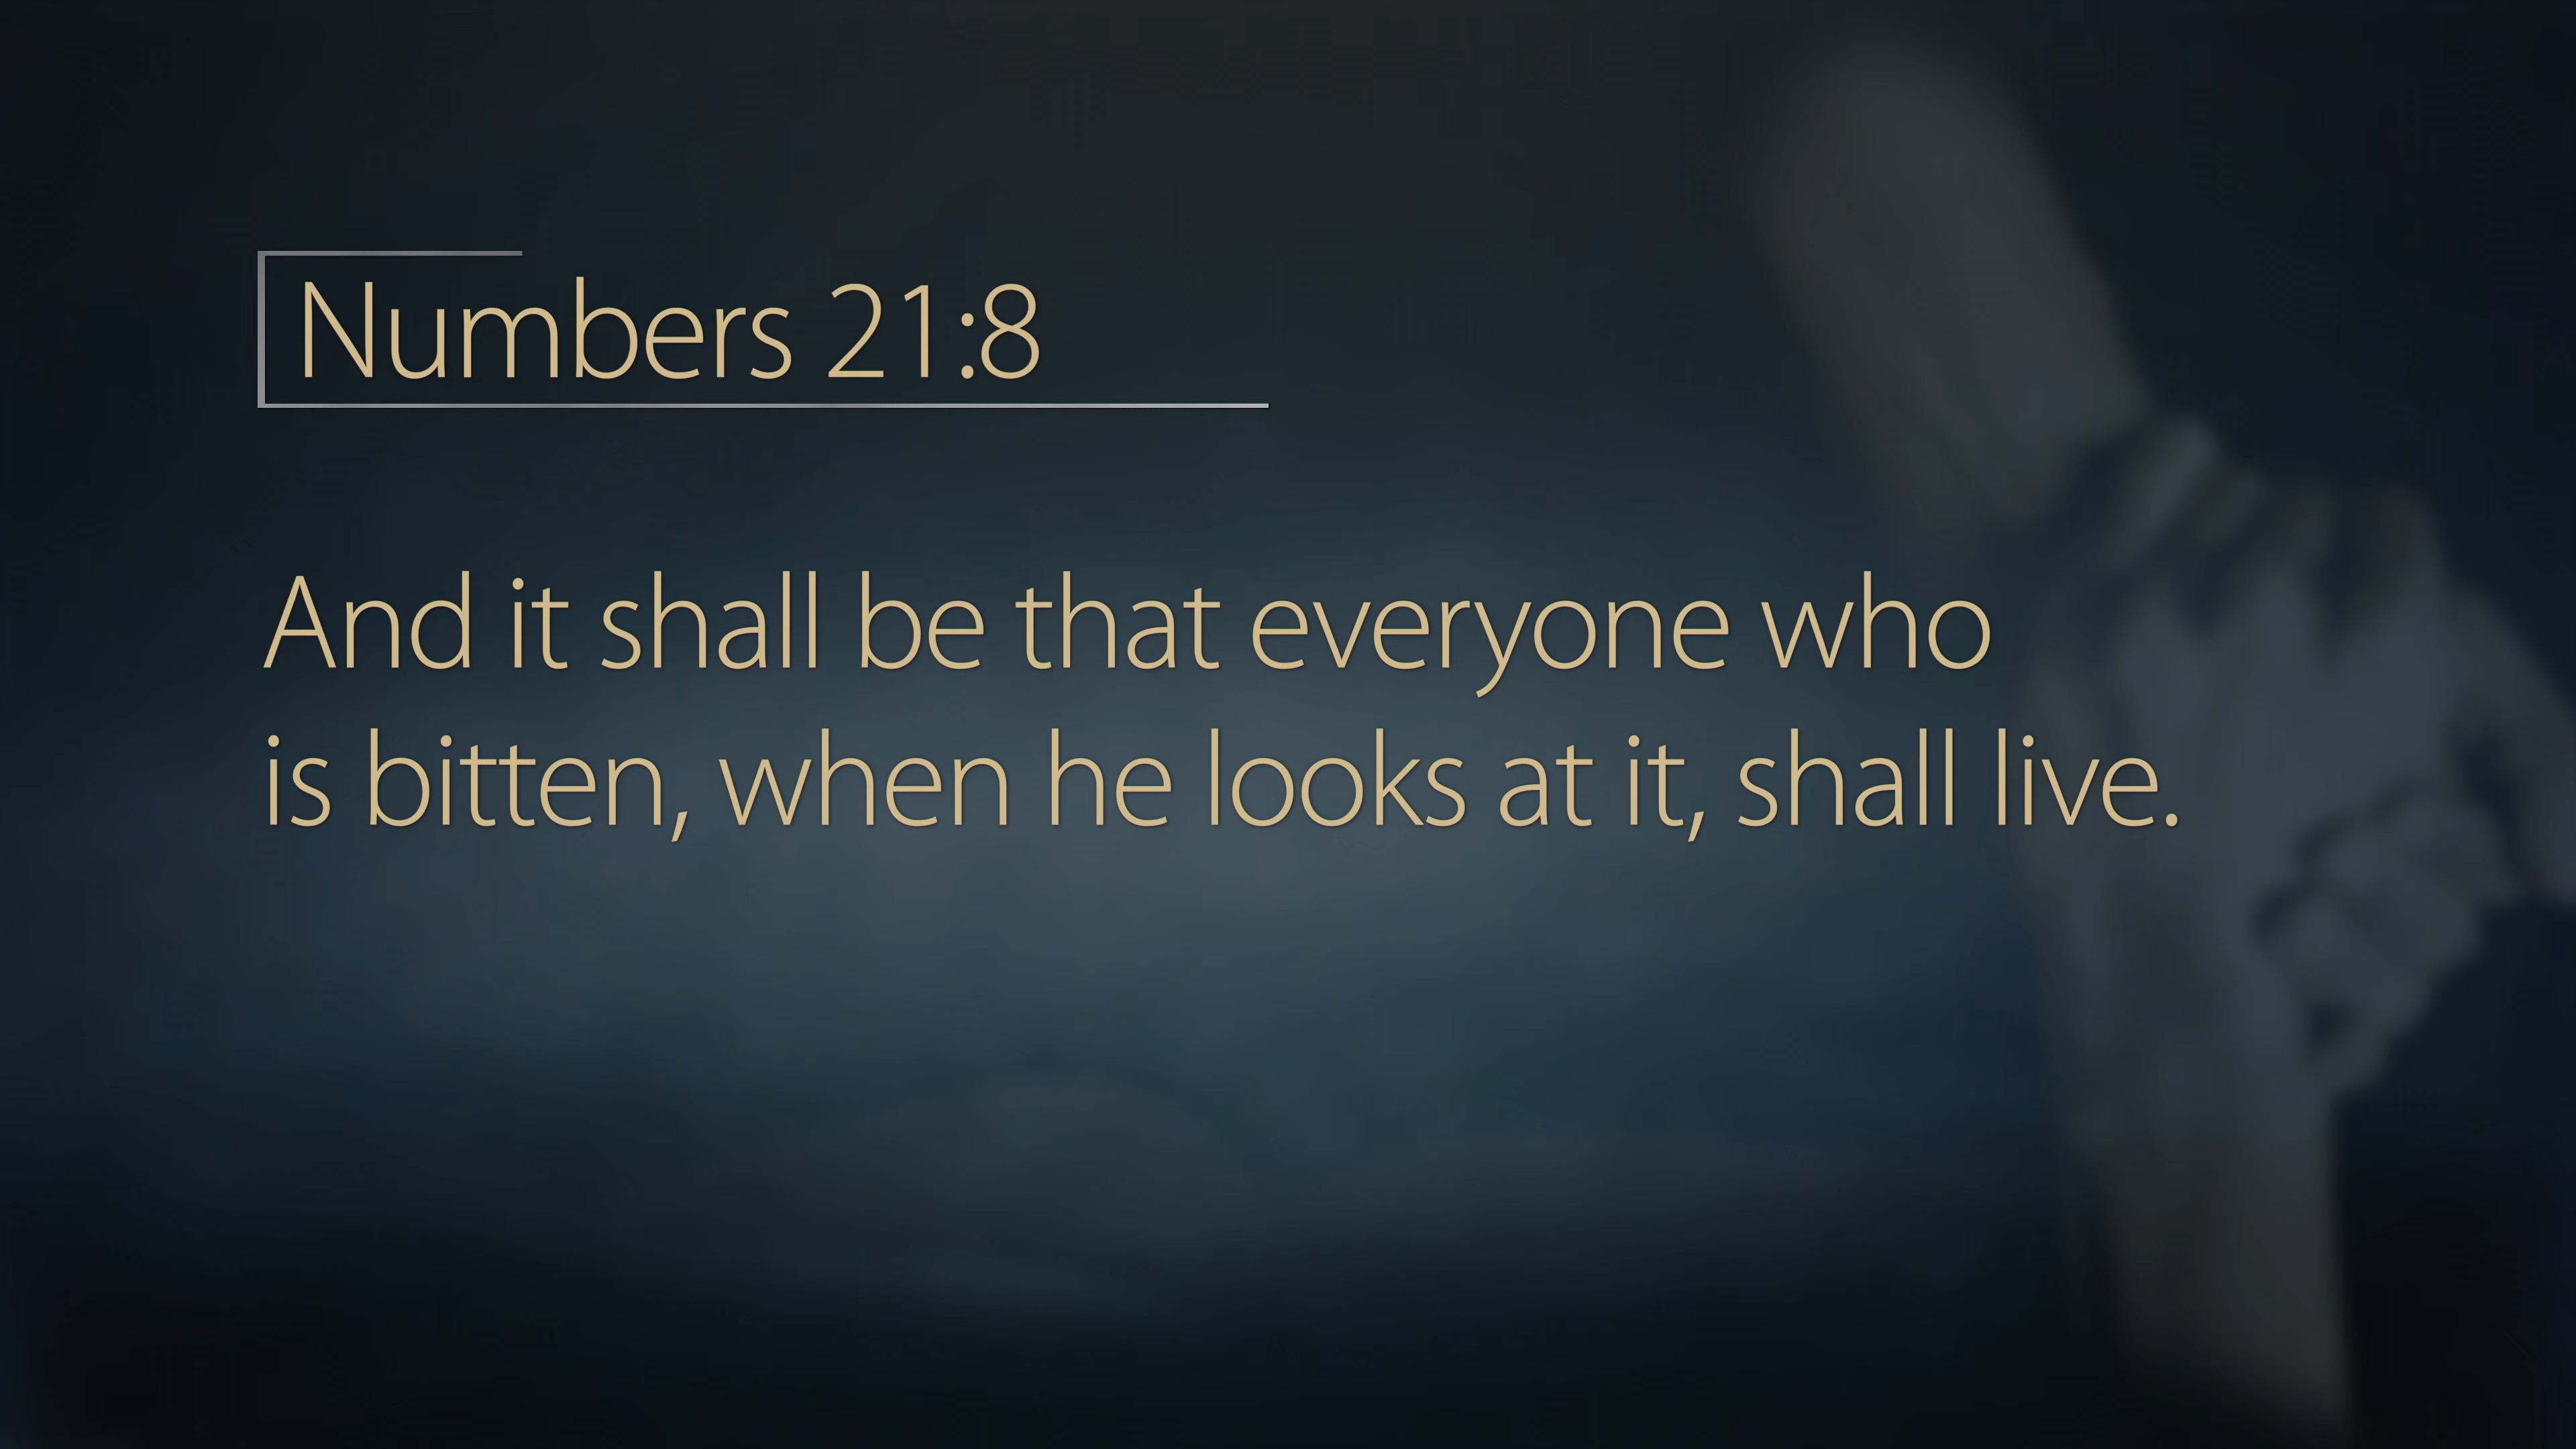 Numbers 21:8
And it shall be that everyone who
is bitten, when he looks at it, shall live.